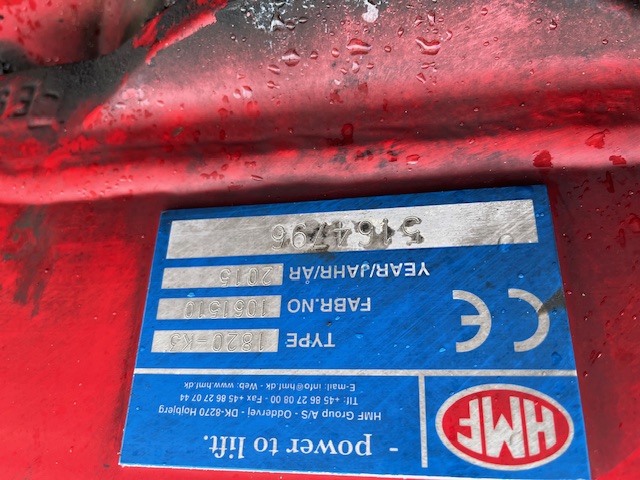 HMF
- power to lift.
HMF Group A/S - Oddervej - DK-8270 Højbjerg
Tlf: +45 86 27 08 00 - Fax +45 86 27 07 44
E-mail: info@hmf.dk - Web: www.hmf.dk
CE
TYPE 1820-K3
FABR.NO 1061510
YEAR/JAHR/ÅR 2015
5164796